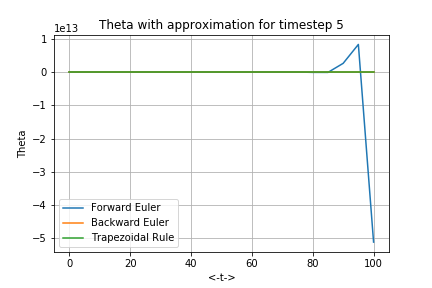 Theta with approximation for timestep 5
1e13
1
0
−1
−2
−3
−4
−5
Theta
Forward Euler
Backward Euler
Trapezoidal Rule
0 20 40 60 80 100
<-t->